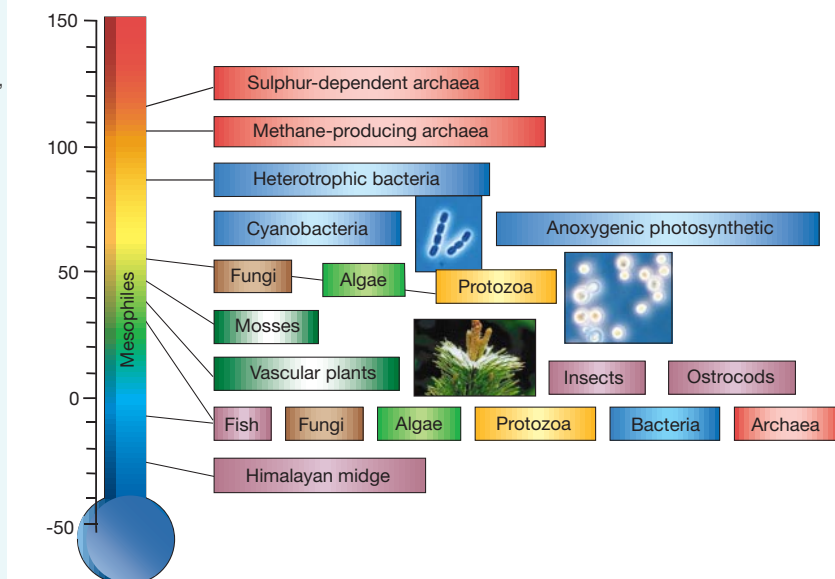 150
Sulphur-dependent archaea
Methane-producing archaea
100
Heterotrophic bacteria
Cyanobacteria
Anoxygenic photosynthetic
50
Fungi
Algae
Protozoa
Mesophiles
Mosses
Vascular plants
Insects
Ostrocods
0
Fish
Fungi
Algae
Protozoa
Bacteria
Archaea
Himalayan midge
-50